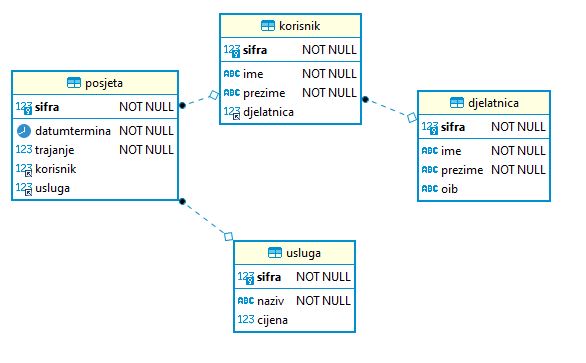 korisnik
123 sifra NOT NULL
ABC ime NOT NULL
ABC prezime NOT NULL
123 djelatnica
posjeta
123 sifra NOT NULL
datumtermina NOT NULL
123 trajanje NOT NULL
123 korisnik
123 usluga
djelatnica
123 sifra NOT NULL
ABC ime NOT NULL
ABC prezime NOT NULL
ABC oib
usluga
123 sifra NOT NULL
ABC naziv NOT NULL
123 cijena